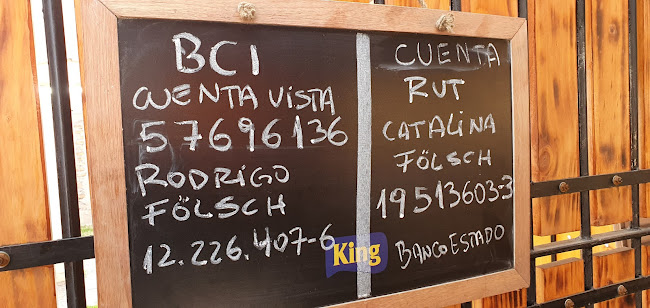 BCI
CUENTA VISTA
57696136
RODRIGO
FÖLSCH
12.226.407-6
CUENTA
RUT
CATALINA
FÖLSCH
19513603-3
BANCO ESTADO
King